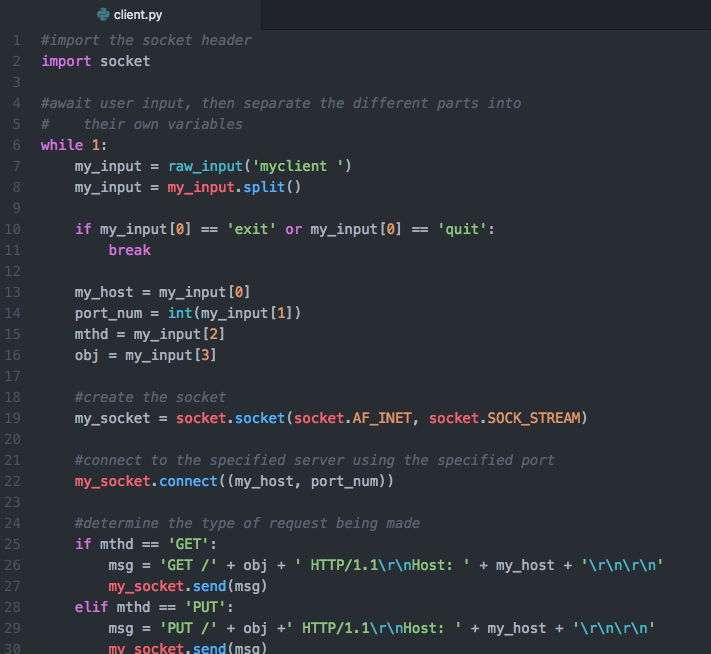 client.py
1 #import the socket header
2 import socket
3
4 #await user input, then separate the different parts into
5 #    their own variables
6 while 1:
7     my_input = raw_input('myclient ')
8     my_input = my_input.split()
9
10     if my_input[0] == 'exit' or my_input[0] == 'quit':
11         break
12
13     my_host = my_input[0]
14     port_num = int(my_input[1])
15     mthd = my_input[2]
16     obj = my_input[3]
17
18     #create the socket
19     my_socket = socket.socket(socket.AF_INET, socket.SOCK_STREAM)
20
21     #connect to the specified server using the specified port
22     my_socket.connect((my_host, port_num))
23
24     #determine the type of request being made
25     if mthd == 'GET':
26         msg = 'GET /' + obj + ' HTTP/1.1\r\nHost: ' + my_host + '\r\n\r\n'
27         my_socket.send(msg)
28     elif mthd == 'PUT':
29         msg = 'PUT /' + obj +' HTTP/1.1\r\nHost: ' + my_host + '\r\n\r\n'
30         my_socket.send(msg)